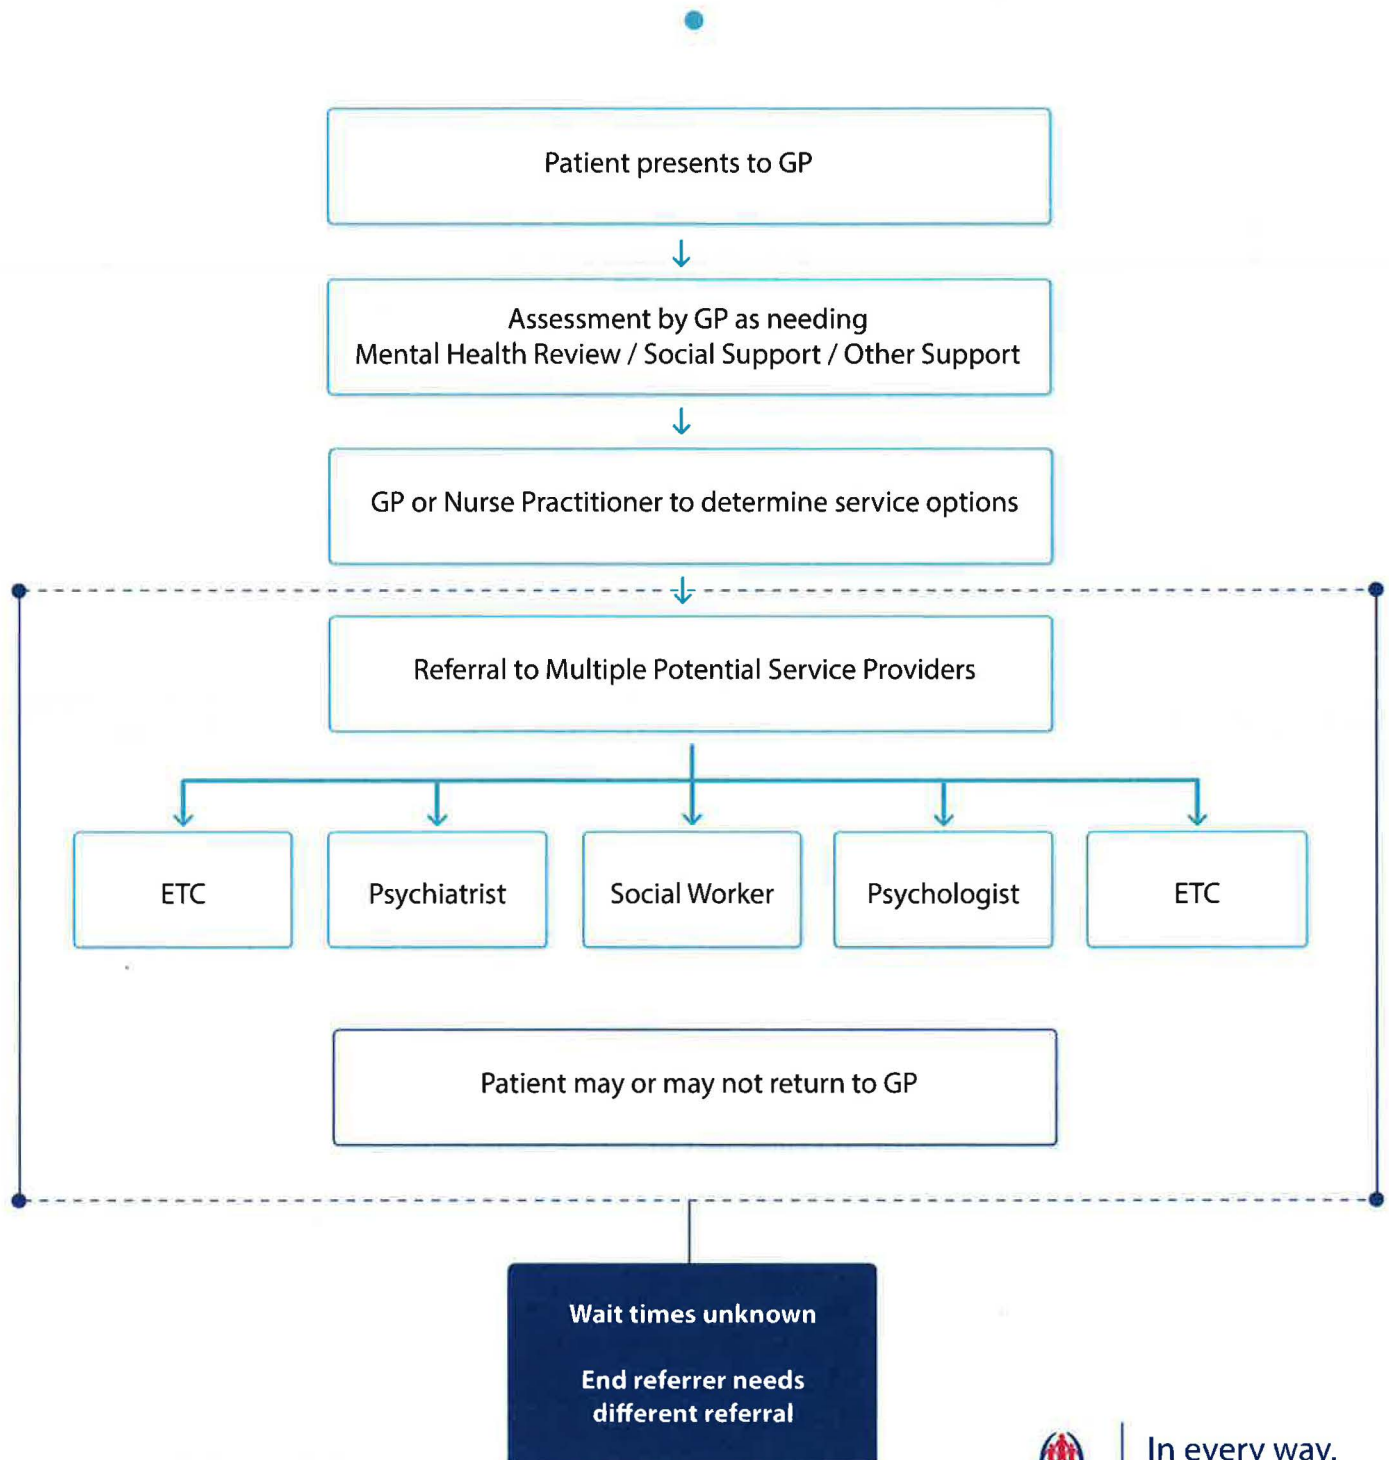 Patient presents to GP
Assessment by GP as needing
Mental Health Review / Social Support / Other Support
GP or Nurse Practitioner to determine service options
Referral to Multiple Potential Service Providers
ETC
Psychiatrist
Social Worker
Psychologist
ETC
Patient may or may not return to GP
Wait times unknown
End referrer needs
different referral
In every way,